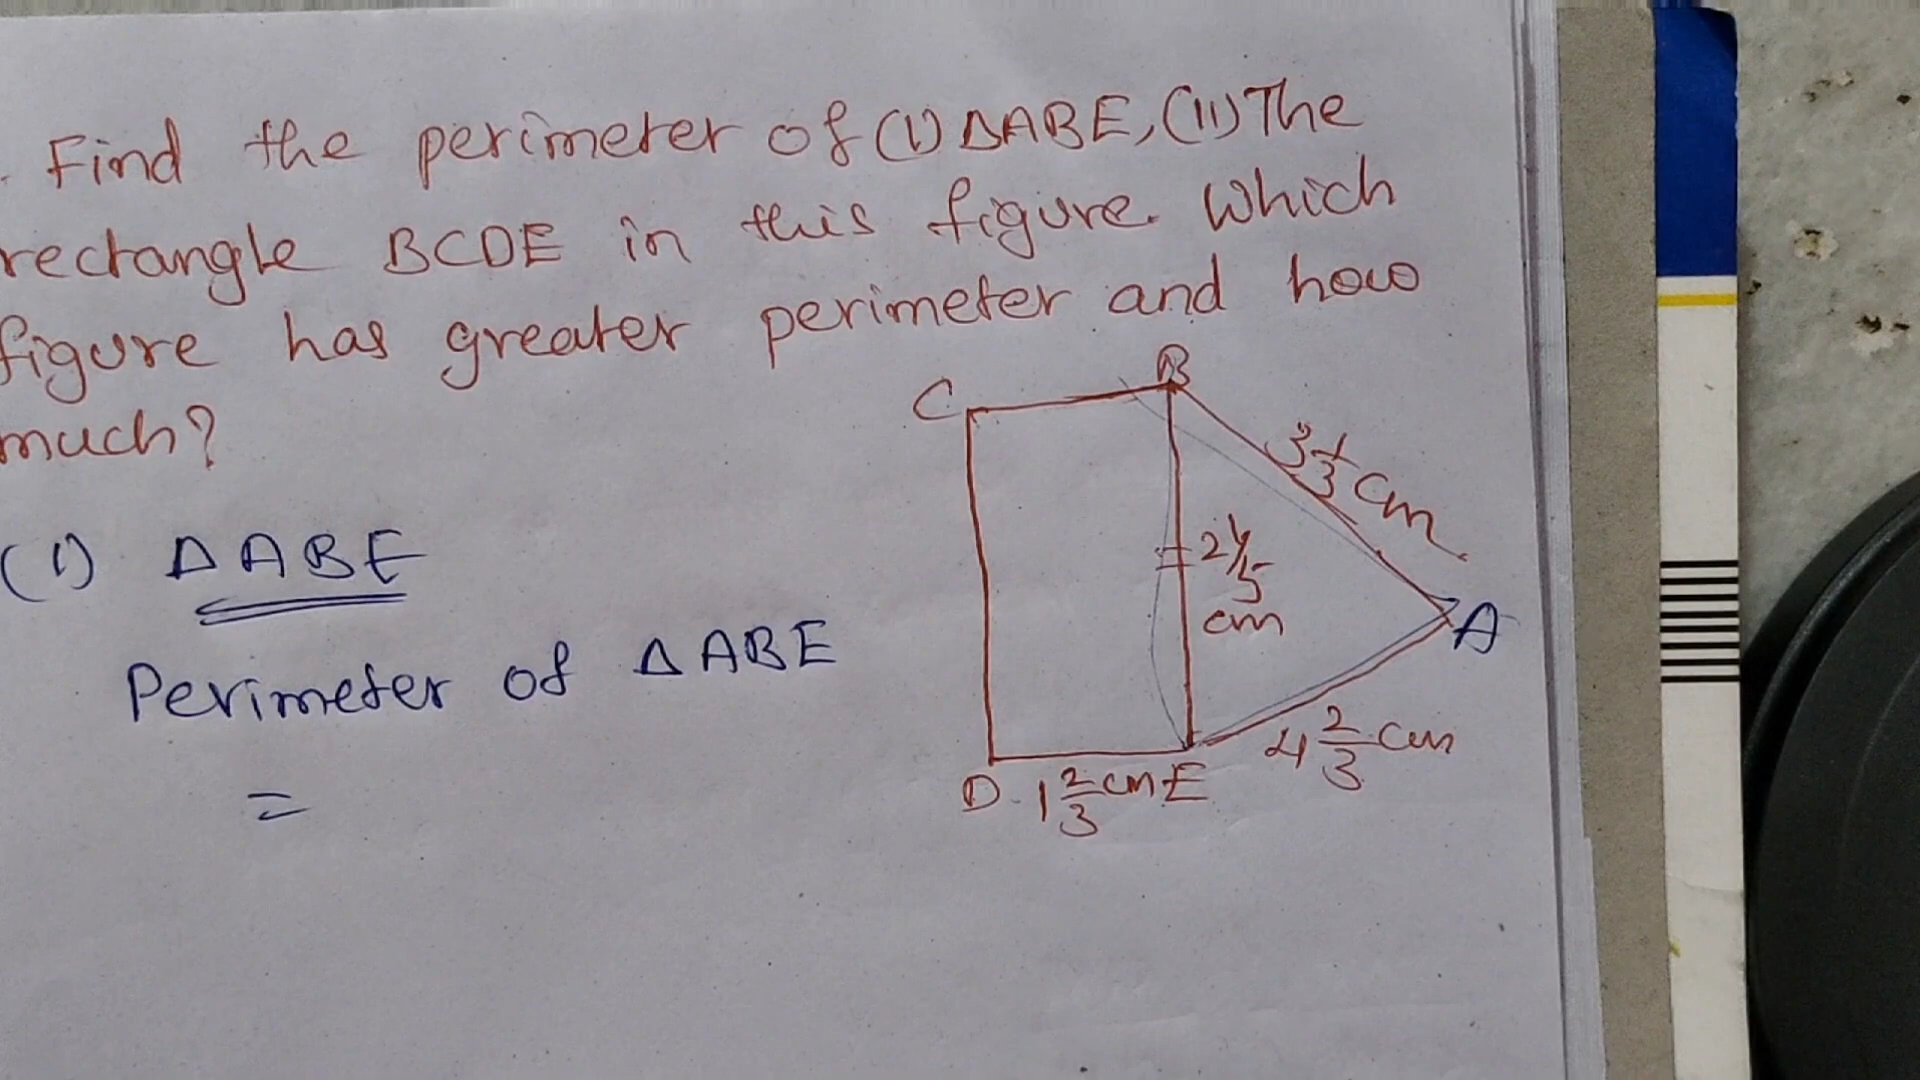 . Find the perimeter of (I) ΔABE, (II) The
rectangle BCDE in this figure. Which
figure has greater perimeter and how
much?
C
B
3 1/3 cm
2 1/5
cm
A
4 2/3 cm
D
1 2/3 cm
E
(I) ΔABE
Perimeter of ΔABE
=